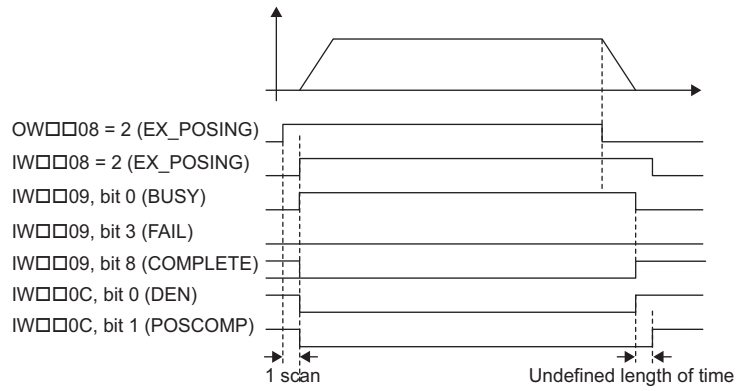 OW□□08 = 2 (EX_POSING)
IW□□08 = 2 (EX_POSING)
IW□□09, bit 0 (BUSY)
IW□□09, bit 3 (FAIL)
IW□□09, bit 8 (COMPLETE)
IW□□0C, bit 0 (DEN)
IW□□0C, bit 1 (POSCOMP)
1 scan
Undefined length of time